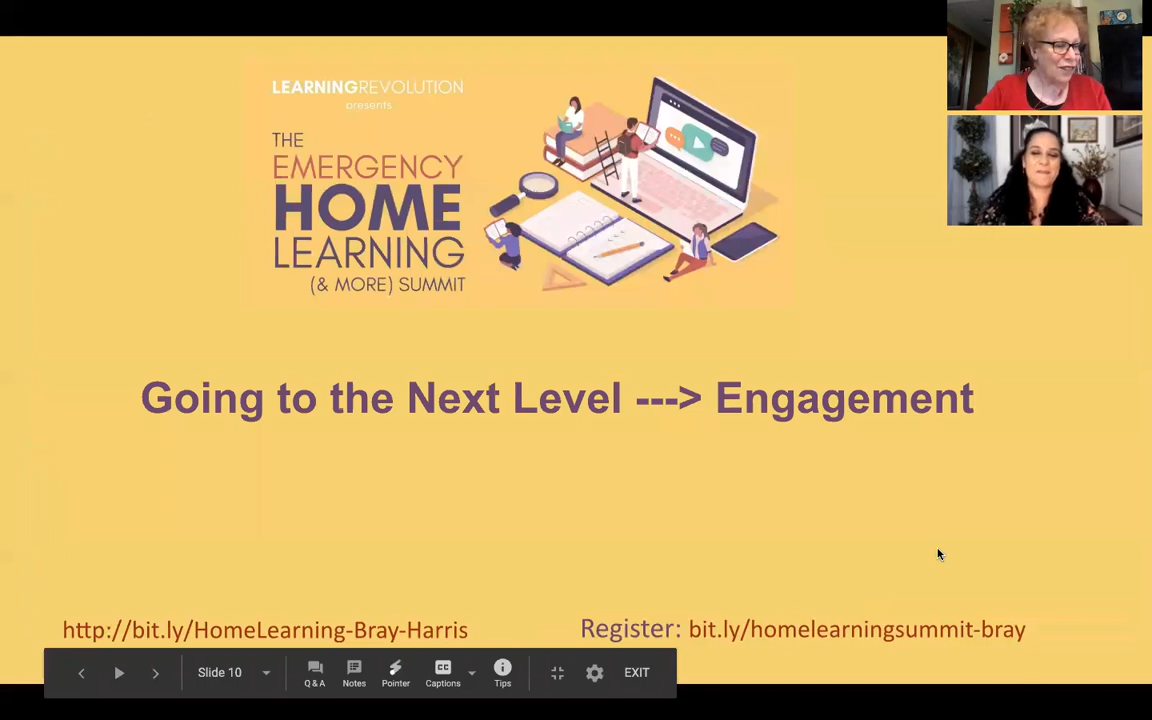 LEARNINGREVOLUTION
presents
THE
EMERGENCY
HOME
LEARNING
(& MORE) SUMMIT
Going to the Next Level ---> Engagement
http://bit.ly/HomeLearning-Bray-Harris
Register: bit.ly/homelearningsummit-bray
Slide 10
Q & A
Notes
Pointer
CC
Captions
Tips
EXIT